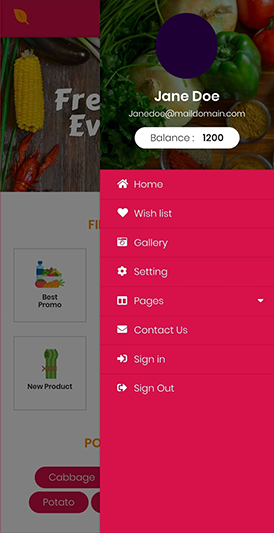 Fre
Ev
Jane Doe
Janedoe@maildomain.com
Balance : 1200
Home
Wish list
Gallery
Setting
Pages
Contact Us
Sign in
Sign Out
FI
Best
Promo
New Product
PO
Cabbage
Potato